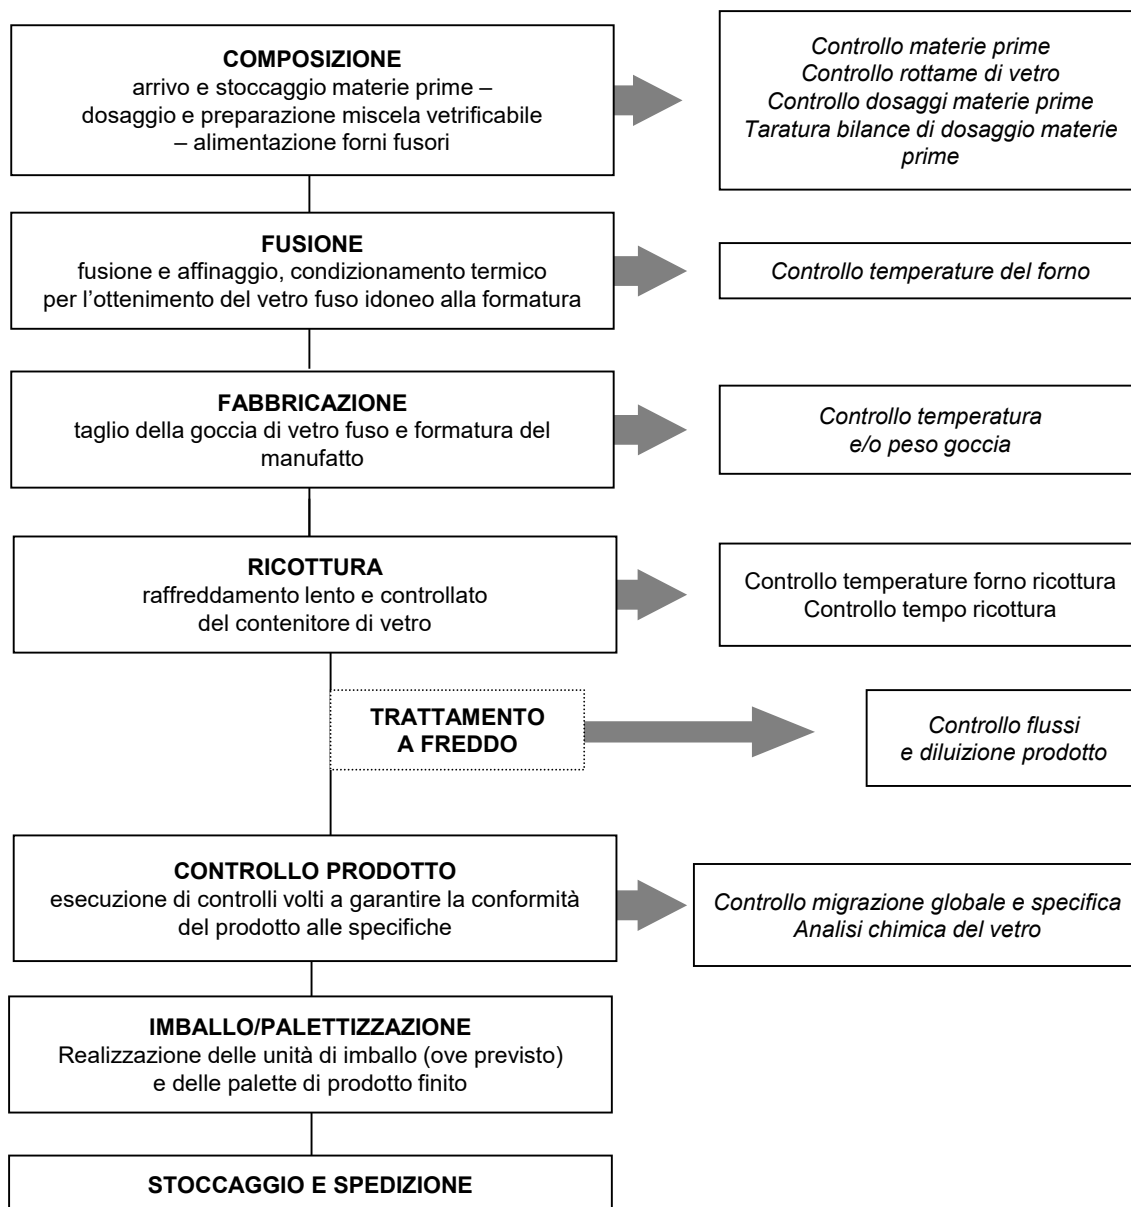 COMPOSIZIONE
arrivo e stoccaggio materie prime –
dosaggio e preparazione miscela vetrificabile
– alimentazione forni fusori
Controllo materie prime
Controllo rottame di vetro
Controllo dosaggi materie prime
Taratura bilance di dosaggio materie
prime
FUSIONE
fusione e affinaggio, condizionamento termico
per l'ottenimento del vetro fuso idoneo alla formatura
Controllo temperature del forno
FABBRICAZIONE
taglio della goccia di vetro fuso e formatura del
manufatto
Controllo temperatura
e/o peso goccia
RICOTTURA
raffreddamento lento e controllato
del contenitore di vetro
Controllo temperature forno ricottura
Controllo tempo ricottura
TRATTAMENTO
A FREDDO
Controllo flussi
e diluizione prodotto
CONTROLLO PRODOTTO
esecuzione di controlli volti a garantire la conformità
del prodotto alle specifiche
Controllo migrazione globale e specifica
Analisi chimica del vetro
IMBALLO/PALETTIZZAZIONE
Realizzazione delle unità di imballo (ove previsto)
e delle palette di prodotto finito
STOCCAGGIO E SPEDIZIONE